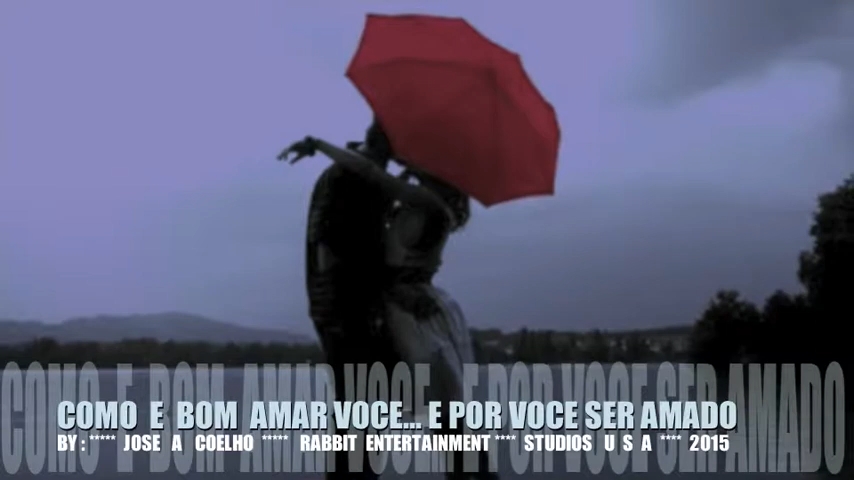 COMO E BOM AMAR VOCE... E POR VOCE SER AMADO
COMO E BOM AMAR VOCE... E POR VOCE SER AMADO
BY : ***** JOSE A COELHO ***** RABBIT ENTERTAINMENT **** STUDIOS U S A **** 2015